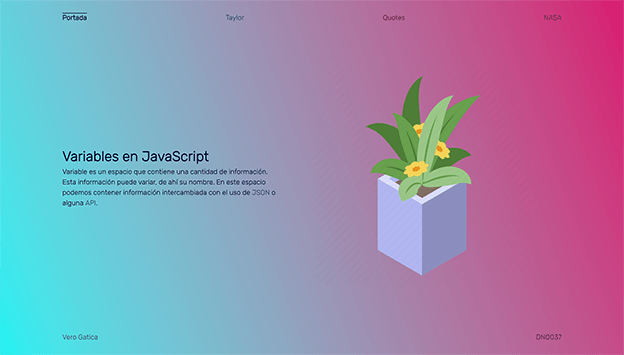 Portada
Taylor
Quotes
NASA
Variables en JavaScript
Variable es un espacio que contiene una cantidad de información.
Esta información puede variar, de ahí su nombre. En este espacio
podemos contener información intercambiada con el uso de JSON o
alguna API.
Vero Gatica
DNO037